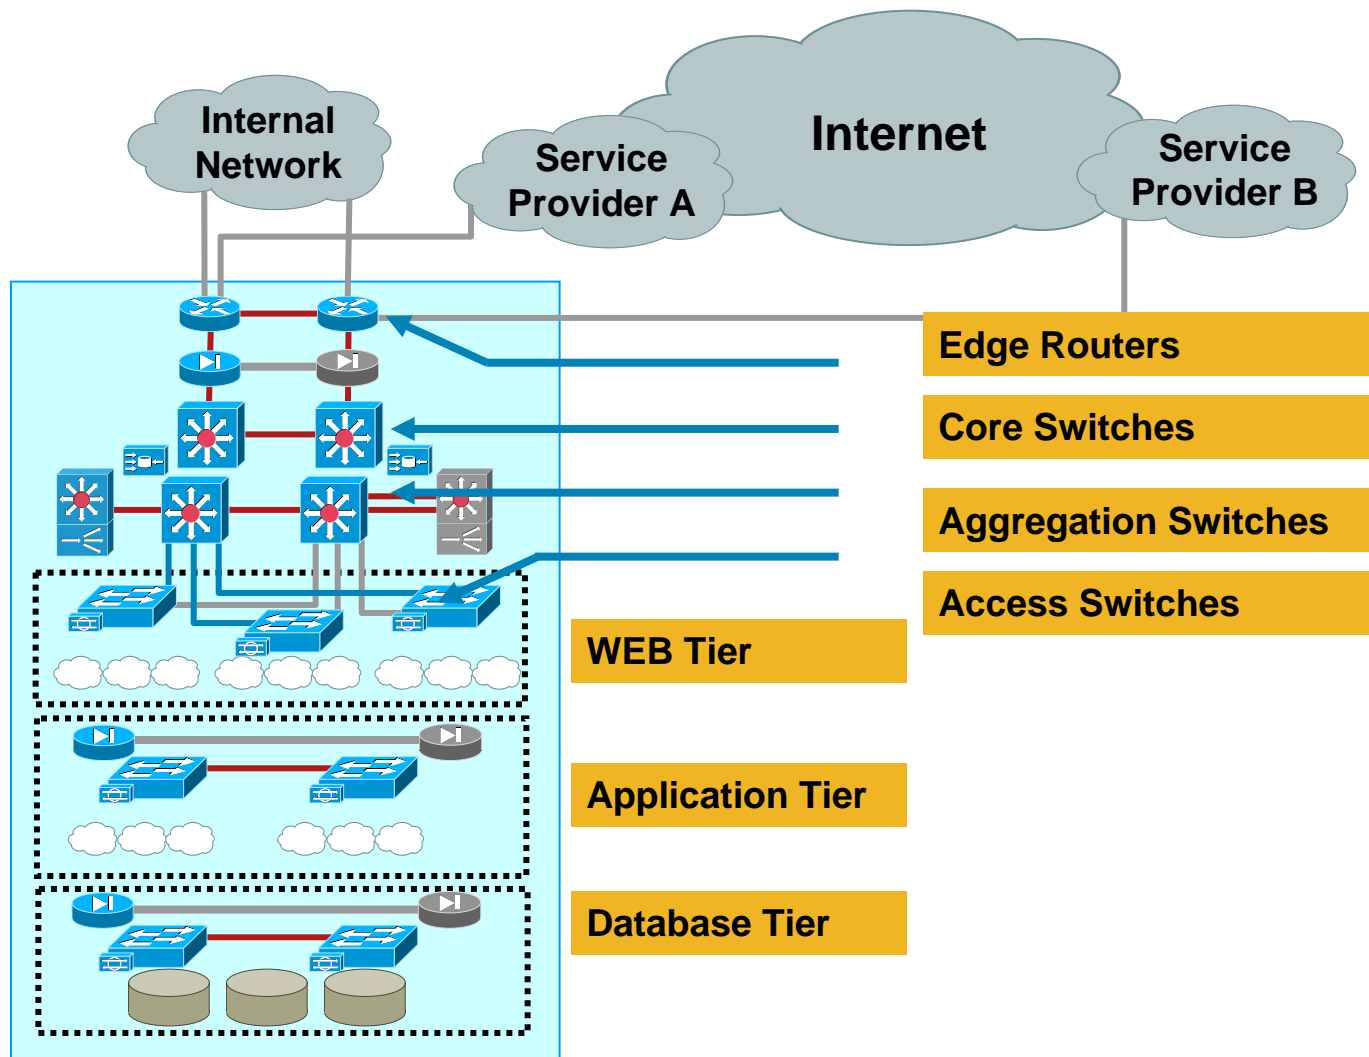 Internal
Network
Service
Provider A
Internet
Service
Provider B
Edge Routers
Core Switches
Aggregation Switches
Access Switches
WEB Tier
Application Tier
Database Tier